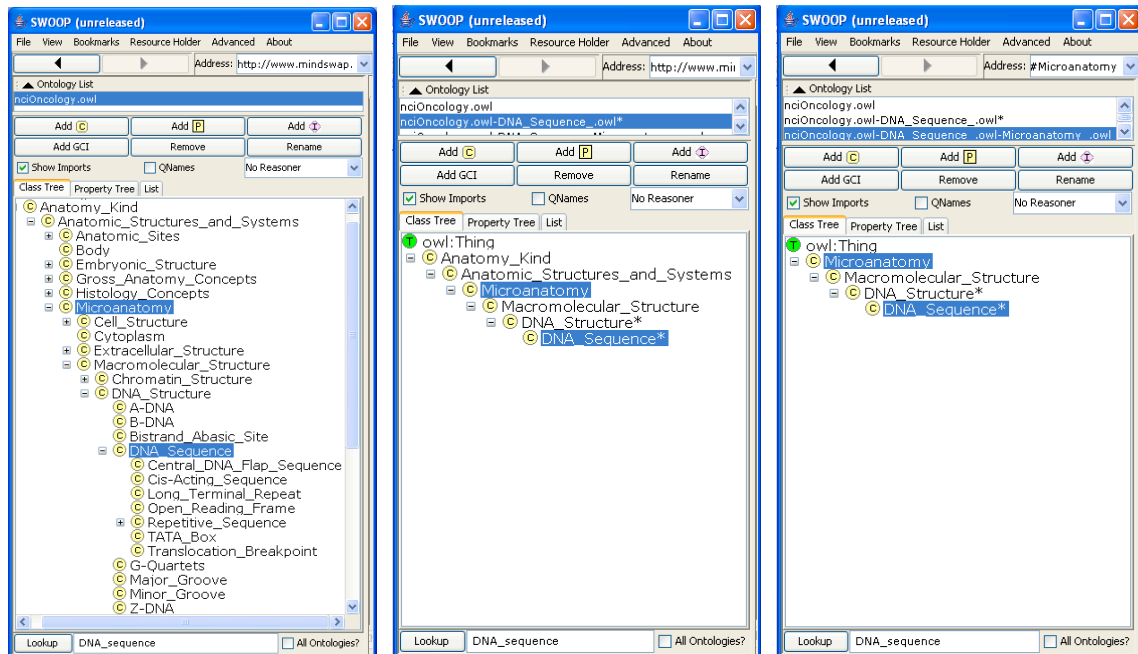 SWOOP (unreleased)
File View Bookmarks Resource Holder Advanced About
Address: http://www.mindswap.
Ontology List
nciOncology.owl
Add C Add P Add I
Add GCI Remove Rename
Show Imports QNames No Reasoner
Class Tree Property Tree List
Anatomy_Kind
Anatomic_Structures_and_Systems
Anatomic_Sites
Body
Embryonic_Structure
Gross_Anatomy_Concepts
Histology_Concepts
Microanatomy
Cell_Structure
Cytoplasm
Extracellular_Structure
Macromolecular_Structure
Chromatin_Structure
DNA_Structure
A-DNA
B-DNA
Bistrand_Abasic_Site
DNA_Sequence
Central_DNA_Flap_Sequence
Cis-Acting_Sequence
Long_Terminal_Repeat
Open_Reading_Frame
Repetitive_Sequence
TATA_Box
Translocation_Breakpoint
G-Quartets
Major_Groove
Minor_Groove
Z-DNA
Lookup DNA_sequence All Ontologies?
SWOOP (unreleased)
File View Bookmarks Resource Holder Advanced About
Address: http://www.mi
Ontology List
nciOncology.owl
nciOncology.owl-DNA_Sequence_.owl*
Add C Add P Add I
Add GCI Remove Rename
Show Imports QNames No Reasoner
Class Tree Property Tree List
T owl:Thing
Anatomy_Kind
Anatomic_Structures_and_Systems
Microanatomy
Macromolecular_Structure
DNA_Structure*
DNA_Sequence*
Lookup DNA_sequence All Ontologies?
SWOOP (unreleased)
File View Bookmarks Resource Holder Advanced About
Address: #Microanatomy
Ontology List
nciOncology.owl
nciOncology.owl-DNA_Sequence_.owl*
nciOncology.owl-DNA_Sequence_.owl-Microanatomy_.owl
Add C Add P Add I
Add GCI Remove Rename
Show Imports QNames No Reasoner
Class Tree Property Tree List
T owl:Thing
Microanatomy
Macromolecular_Structure
DNA_Structure*
DNA_Sequence*
Lookup DNA_sequence All Ontologies?